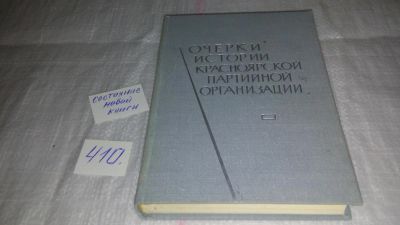 ОЧЕРКИ
ИСТОРИИ
КРАСНОЯРСКОЙ
ПАРТИЙНОЙ
ОРГАНИЗАЦИИ
состояние
новой
книги
410.